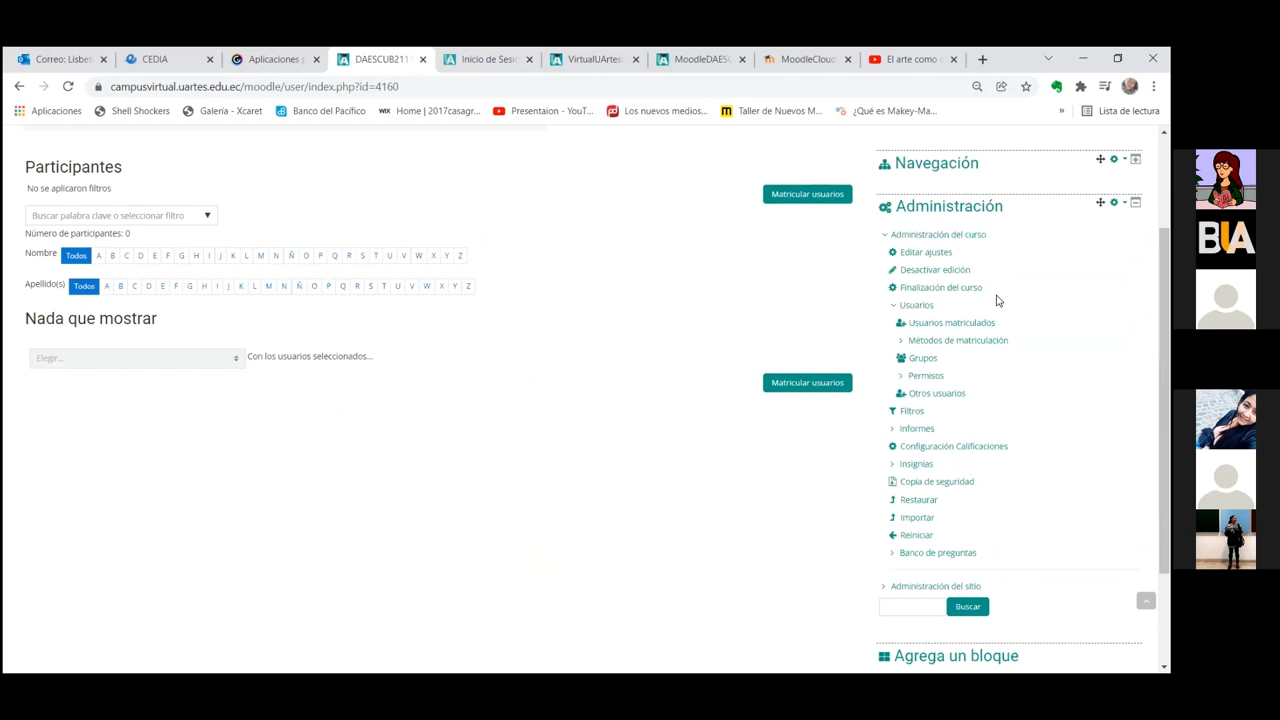 Correo: Lisbet
CEDIA
Aplicaciones p
DAESCUB211
Inicio de Sesi
VirtualUArtes
MoodleDAESC
MoodleCloud
El arte como
campusvirtual.uartes.edu.ec/moodle/user/index.php?id=4160
Aplicaciones
Shell Shockers
Galería - Xcaret
Banco del Pacífico
WIX Home | 2017casagr...
Presentaion - YouT...
Los nuevos medios...
Taller de Nuevos M...
¿Qué es Makey-Ma...
»
Lista de lectura
Participantes
No se aplicaron filtros
Matricular usuarios
Buscar palabra clave o seleccionar filtro ▼
Número de participantes: 0
Nombre Todos A B C D E F G H I J K L M N Ñ O P Q R S T U V W X Y Z
Apellido(s) Todos A B C D E F G H I J K L M N Ñ O P Q R S T U V W X Y Z
Nada que mostrar
Elegir... Con los usuarios seleccionados...
Matricular usuarios
Navegación
Administración
Administración del curso
Editar ajustes
Desactivar edición
Finalización del curso
Usuarios
Usuarios matriculados
Métodos de matriculación
Grupos
Permisos
Otros usuarios
Filtros
Informes
Configuración Calificaciones
Insignias
Copia de seguridad
Restaurar
Importar
Reiniciar
Banco de preguntas
Administración del sitio
Buscar
Agrega un bloque